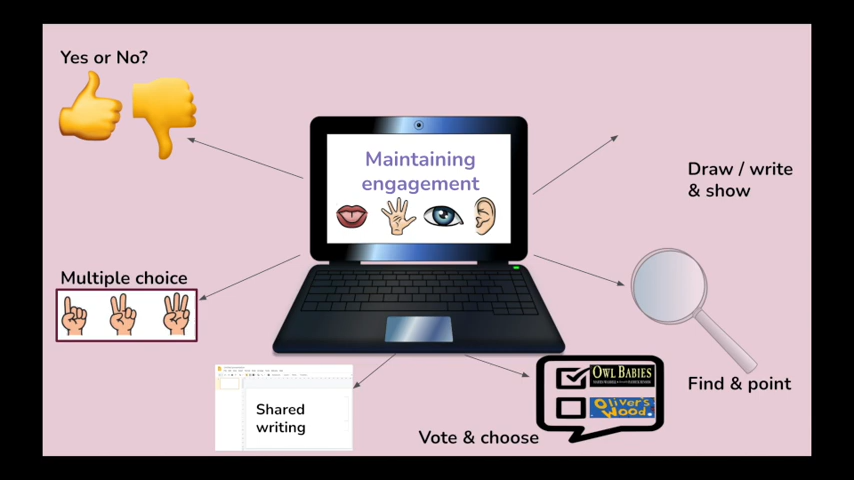 Yes or No?
Maintaining
engagement
Draw / write
& show
Multiple choice
Find & point
Shared
writing
Vote & choose
OWL BABIES
Oliver's
Wood